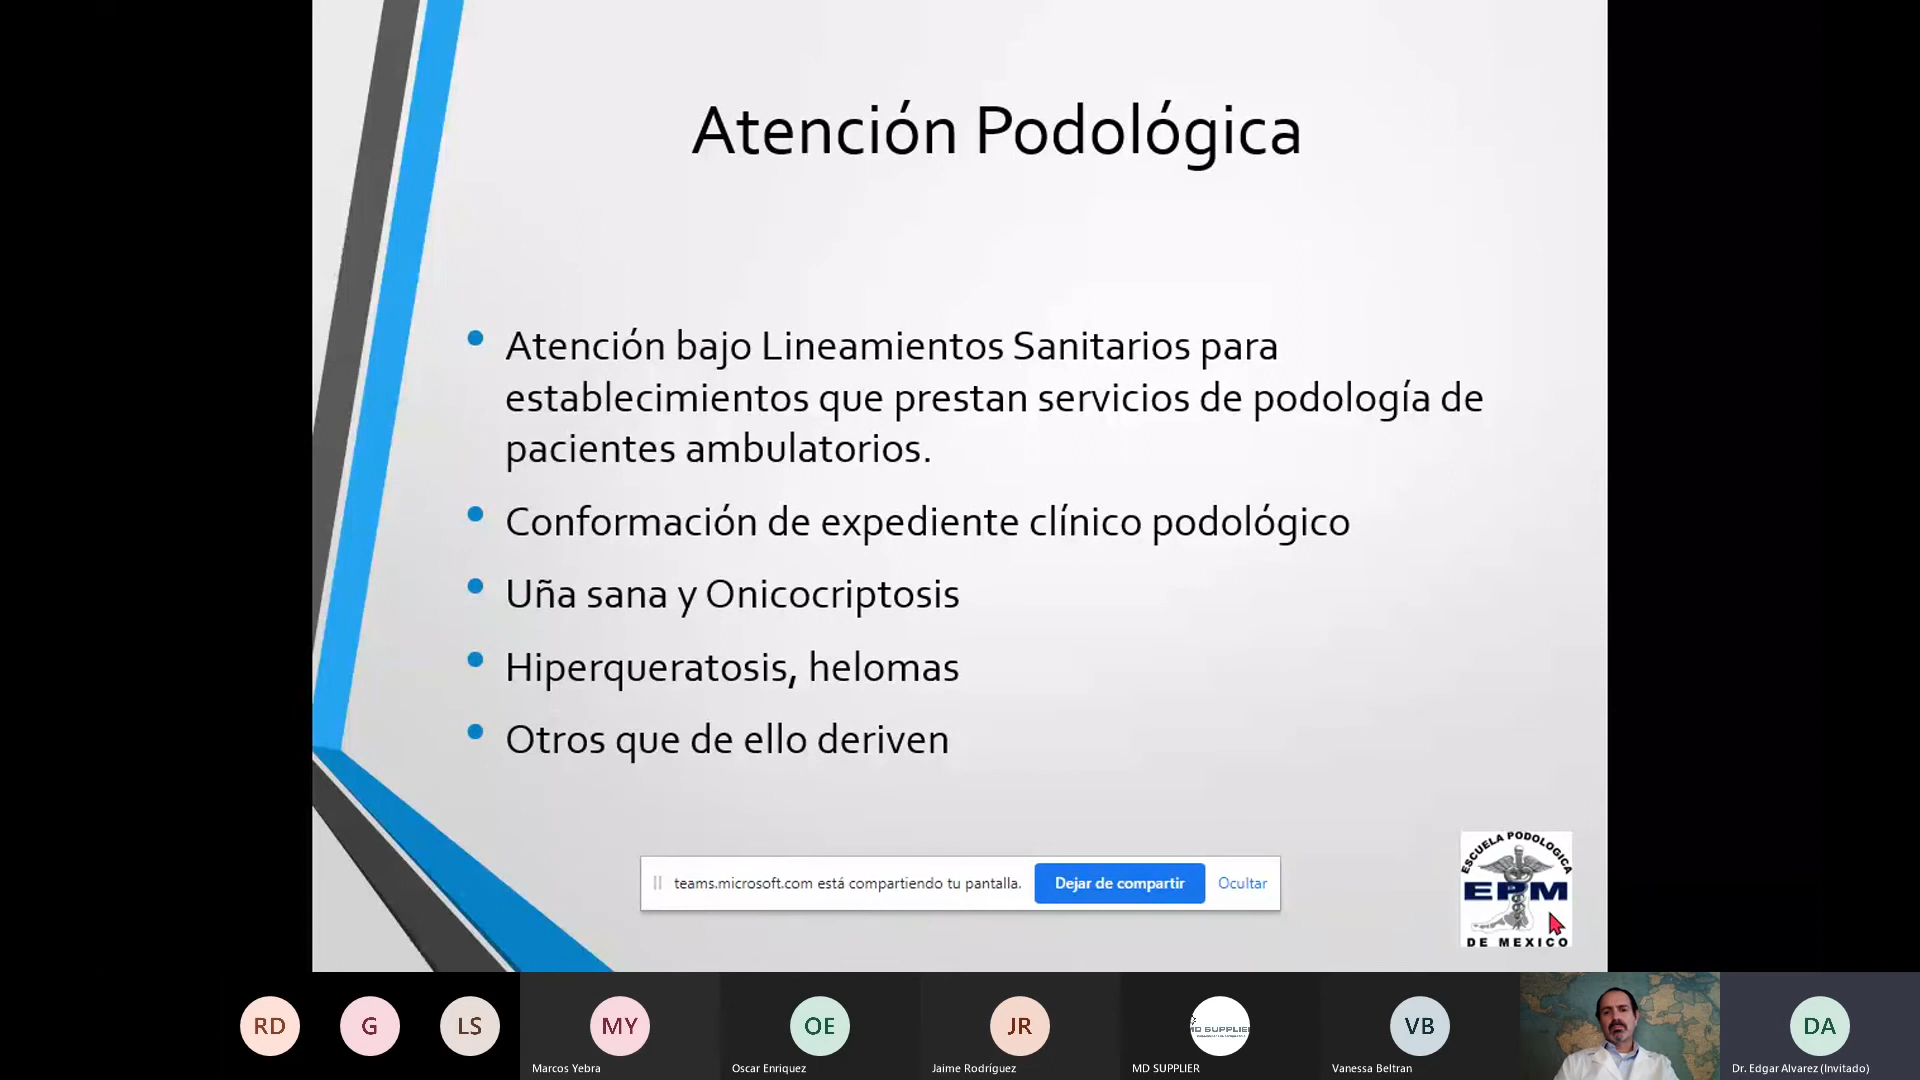 Atención Podológica
Atención bajo Lineamientos Sanitarios para
establecimientos que prestan servicios de podología de
pacientes ambulatorios.
Conformación de expediente clínico podológico
Uña sana y Onicocriptosis
Hiperqueratosis, helomas
Otros que de ello deriven
teams.microsoft.com está compartiendo tu pantalla.
Dejar de compartir
Ocultar
ESCUELA PODOLOGICA
EPM
DE MEXICO
RD
G
LS
MY
OE
JR
MD SUPPLIER
VB
DA
Marcos Yebra
Oscar Enriquez
Jaime Rodríguez
MD SUPPLIER
Vanessa Beltran
Dr. Edgar Alvarez (Invitado)